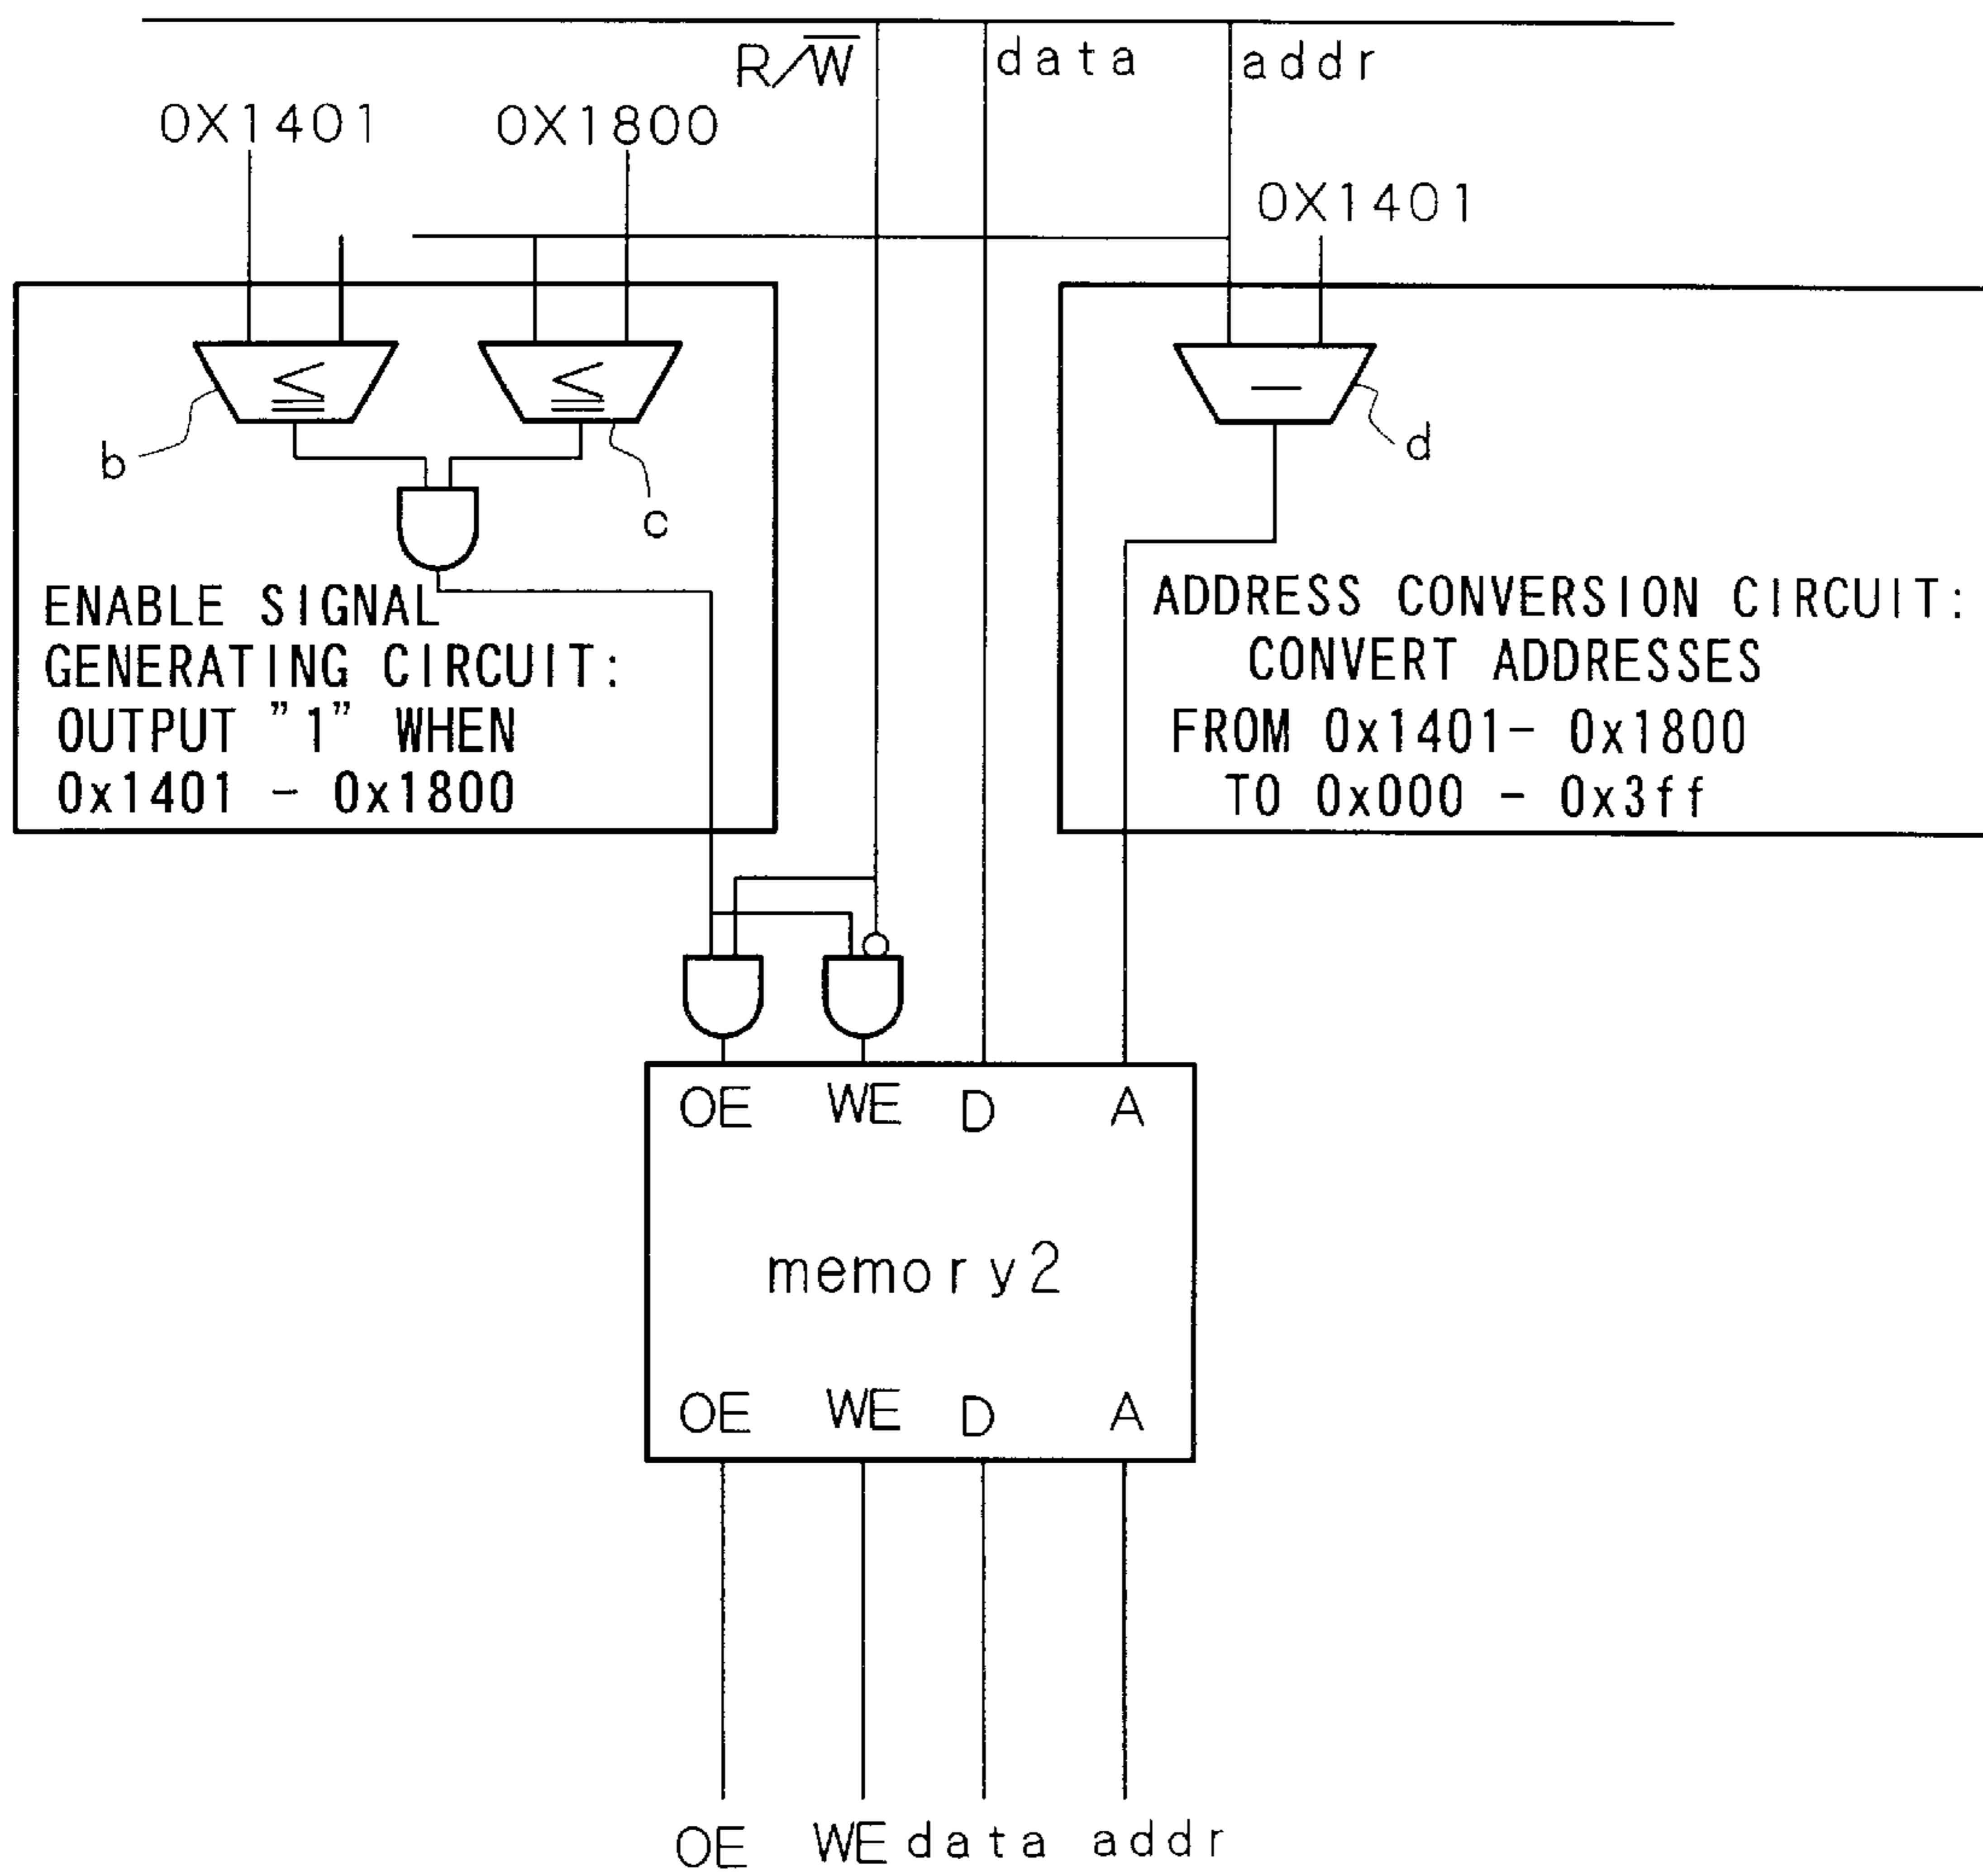 R/W̅ data addr
0X1401 0X1800
0X1401
≦ ≦ −
b c d
ENABLE SIGNAL
GENERATING CIRCUIT:
OUTPUT "1" WHEN
0x1401 - 0x1800
ADDRESS CONVERSION CIRCUIT:
CONVERT ADDRESSES
FROM 0x1401- 0x1800
TO 0x000 - 0x3ff
OE WE D A
memory2
OE WE D A
OE WE data addr